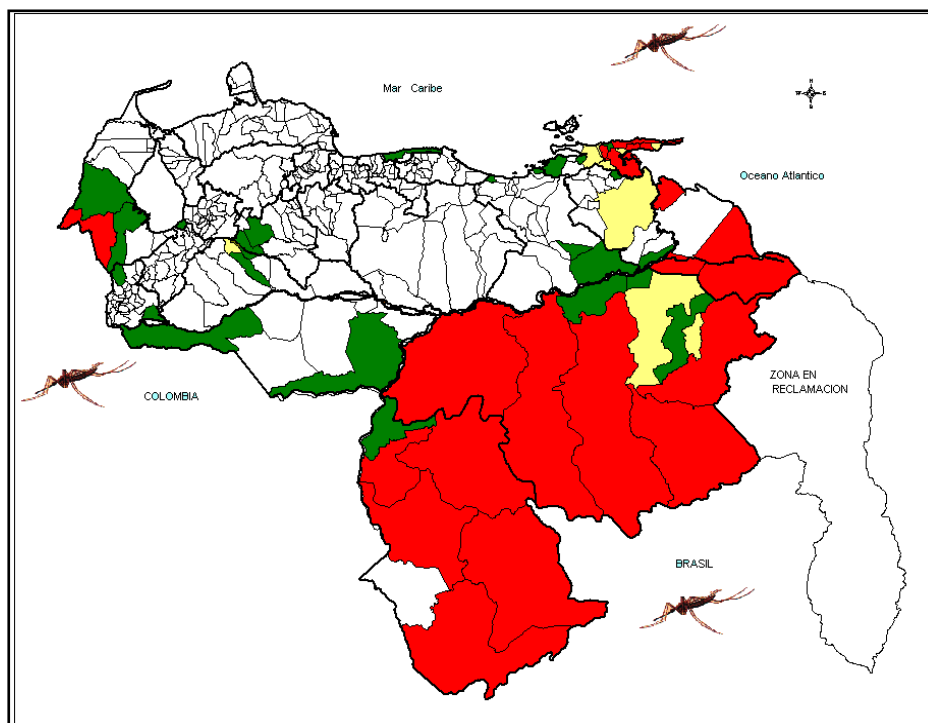 Mar Caribe
N
W E
S
Oceano Atlantico
ZONA EN
RECLAMACION
COLOMBIA
BRASIL